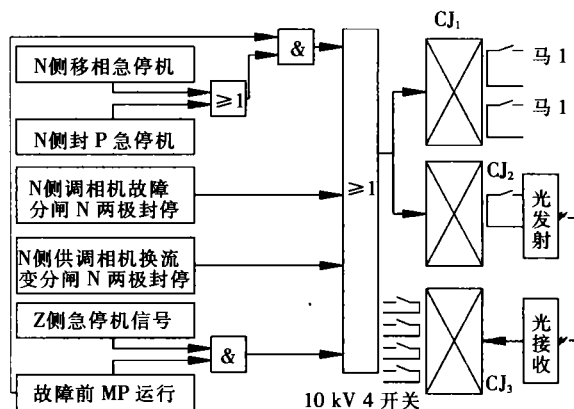 CJ₁
&
N侧移相急停机
马 1
≥1
马 1
N侧封 P 急停机
N侧调相机故障
分闸 N 两极封停
≥1
CJ₂
光发射
N侧供调相机换流
变分闸 N 两极封停
Z侧急停机信号
&
光接收
故障前 MP 运行
CJ₃
10 kV 4 开关